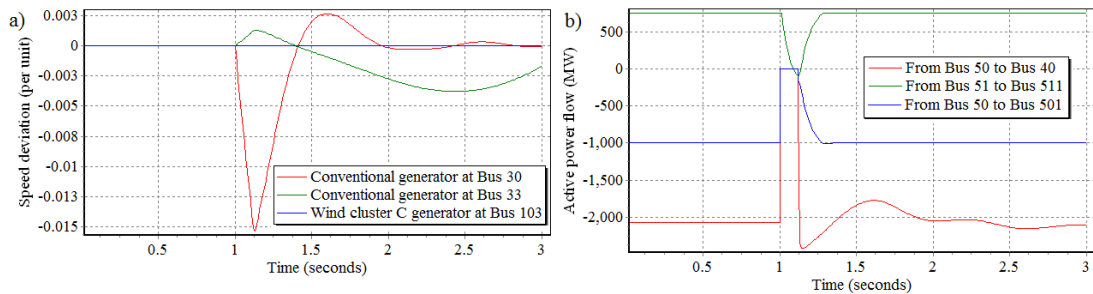 a)
Speed deviation (per unit)
0.003
0
-0.003
-0.005
-0.008
-0.01
-0.013
-0.015
Conventional generator at Bus 30
Conventional generator at Bus 33
Wind cluster C generator at Bus 103
0.5 1 1.5 2 2.5 3
Time (seconds)
b)
Active power flow (MW)
500
0
-500
-1,000
-1,500
-2,000
From Bus 50 to Bus 40
From Bus 51 to Bus 511
From Bus 50 to Bus 501
0.5 1 1.5 2 2.5 3
Time (seconds)